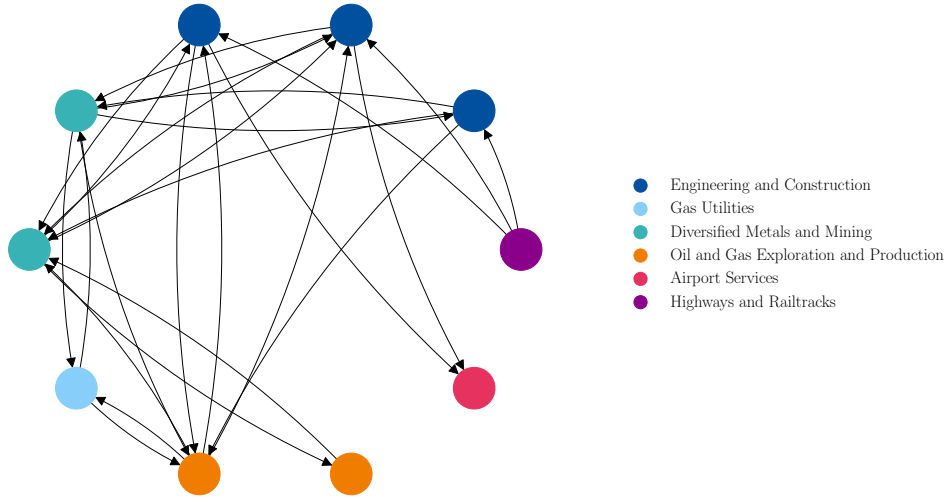 Engineering and Construction
Gas Utilities
Diversified Metals and Mining
Oil and Gas Exploration and Production
Airport Services
Highways and Railtracks